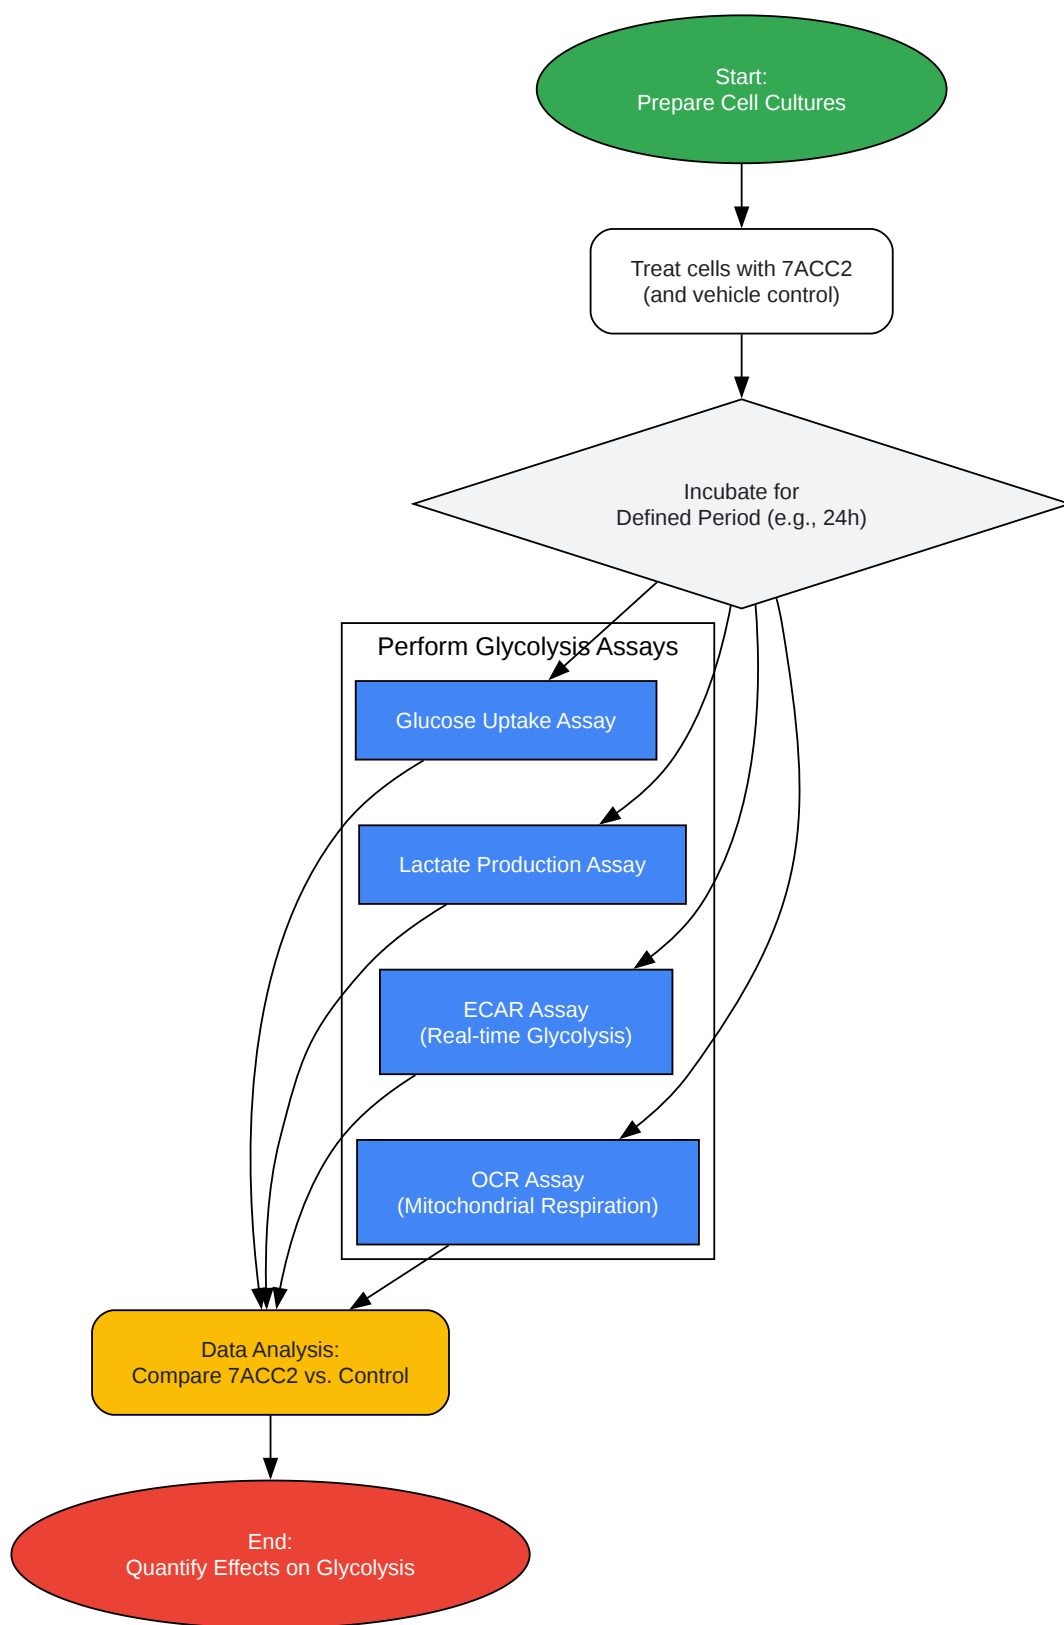 Start:
Prepare Cell Cultures
Treat cells with 7ACC2
(and vehicle control)
Incubate for
Defined Period (e.g., 24h)
Perform Glycolysis Assays
Glucose Uptake Assay
Lactate Production Assay
ECAR Assay
(Real-time Glycolysis)
OCR Assay
(Mitochondrial Respiration)
Data Analysis:
Compare 7ACC2 vs. Control
End:
Quantify Effects on Glycolysis